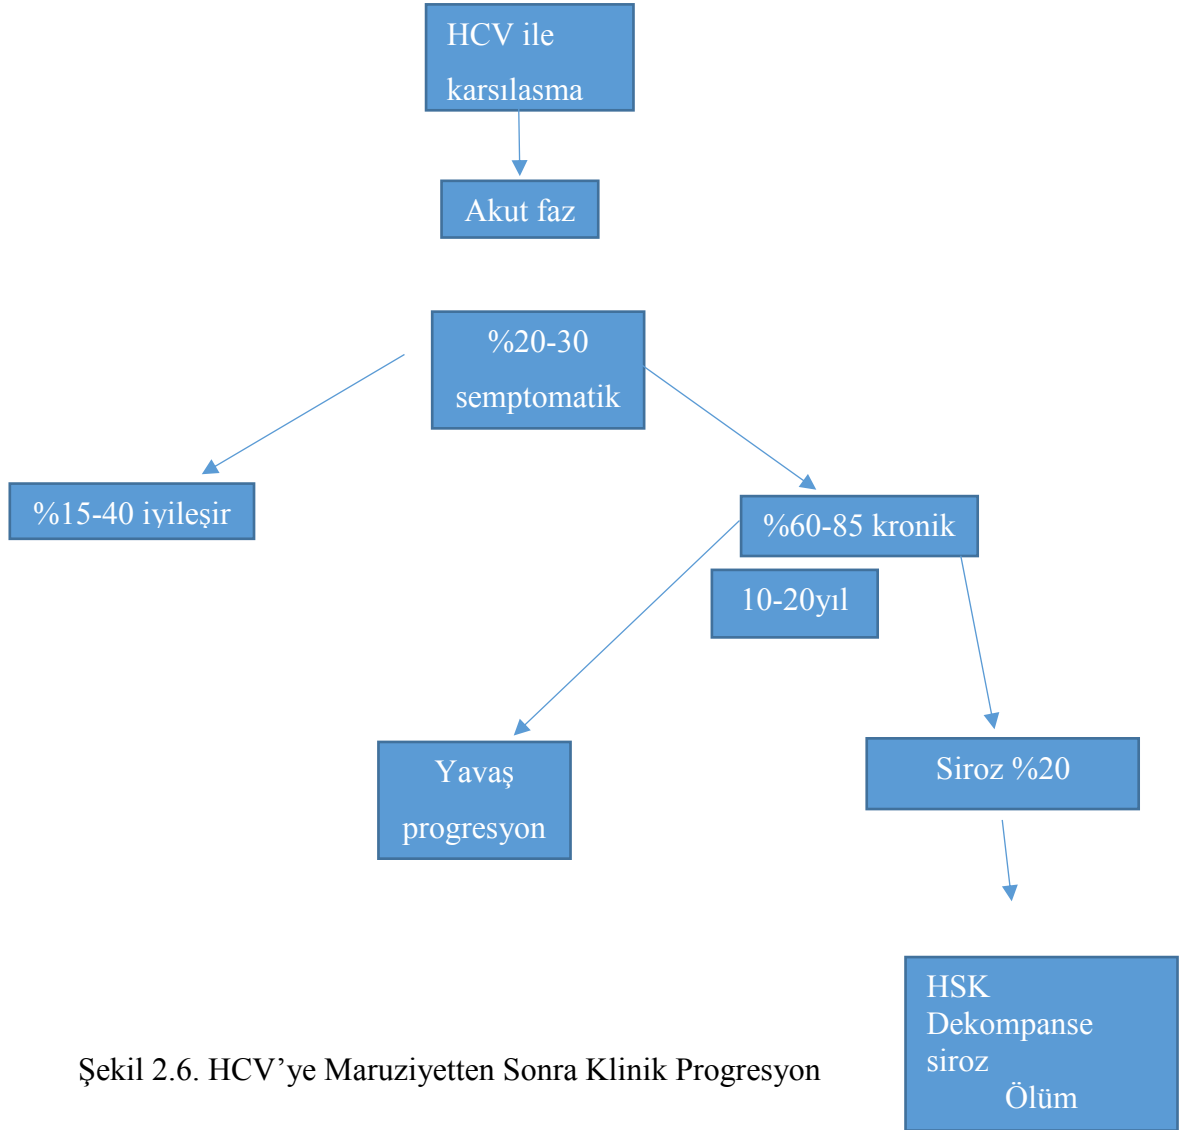 HCV ile
karsılasma
Akut faz
%20-30
semptomatik
%15-40 iyileşir
%60-85 kronik
10-20yıl
Yavaş
progresyon
Siroz %20
HSK
Dekompanse
siroz
Ölüm
Şekil 2.6. HCV’ye Maruziyetten Sonra Klinik Progresyon